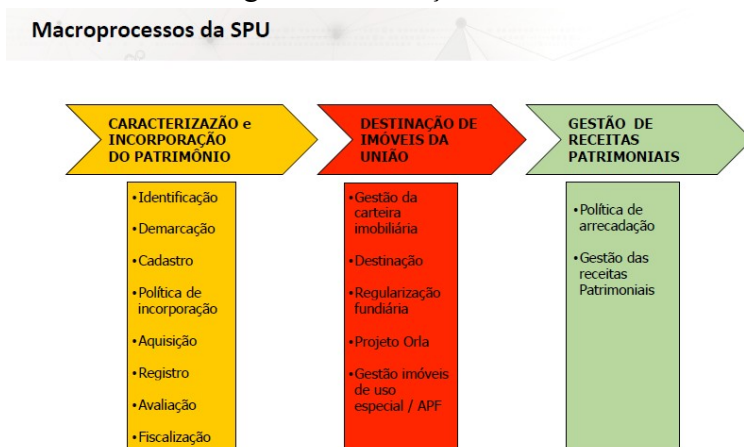 Macroprocessos da SPU
CARACTERIZAZÃO e
INCORPORAÇÃO
DO PATRIMÔNIO
•Identificação
•Demarcação
•Cadastro
•Política de
incorporação
•Aquisição
•Registro
•Avaliação
•Fiscalização
DESTINAÇÃO DE
IMÓVEIS DA
UNIÃO
•Gestão da
carteira
imobiliária
•Destinação
•Regularização
fundiária
•Projeto Orla
•Gestão imóveis
de uso
especial / APF
GESTÃO DE
RECEITAS
PATRIMONIAIS
•Política de
arrecadação
•Gestão das
receitas
Patrimoniais